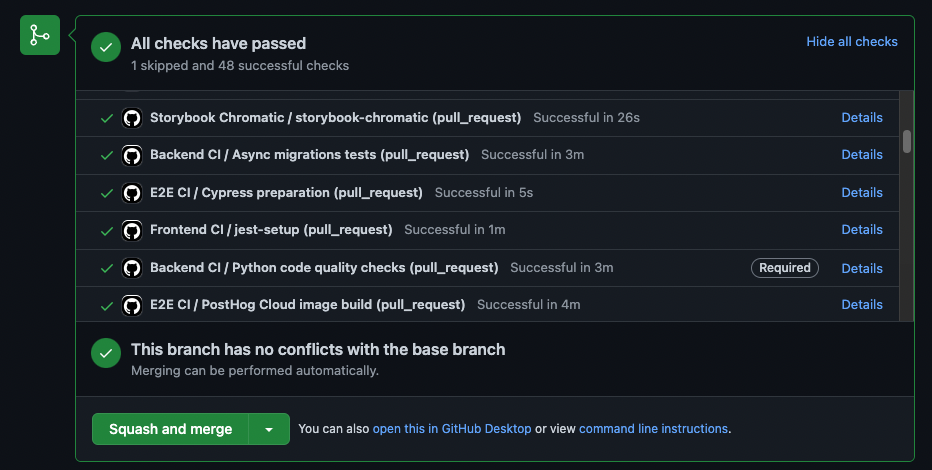 All checks have passed
Hide all checks
1 skipped and 48 successful checks
Storybook Chromatic / storybook-chromatic (pull_request) Successful in 26s Details
Backend CI / Async migrations tests (pull_request) Successful in 3m Details
E2E CI / Cypress preparation (pull_request) Successful in 5s Details
Frontend CI / jest-setup (pull_request) Successful in 1m Details
Backend CI / Python code quality checks (pull_request) Successful in 3m Required Details
E2E CI / PostHog Cloud image build (pull_request) Successful in 4m Details
This branch has no conflicts with the base branch
Merging can be performed automatically.
Squash and merge You can also open this in GitHub Desktop or view command line instructions.